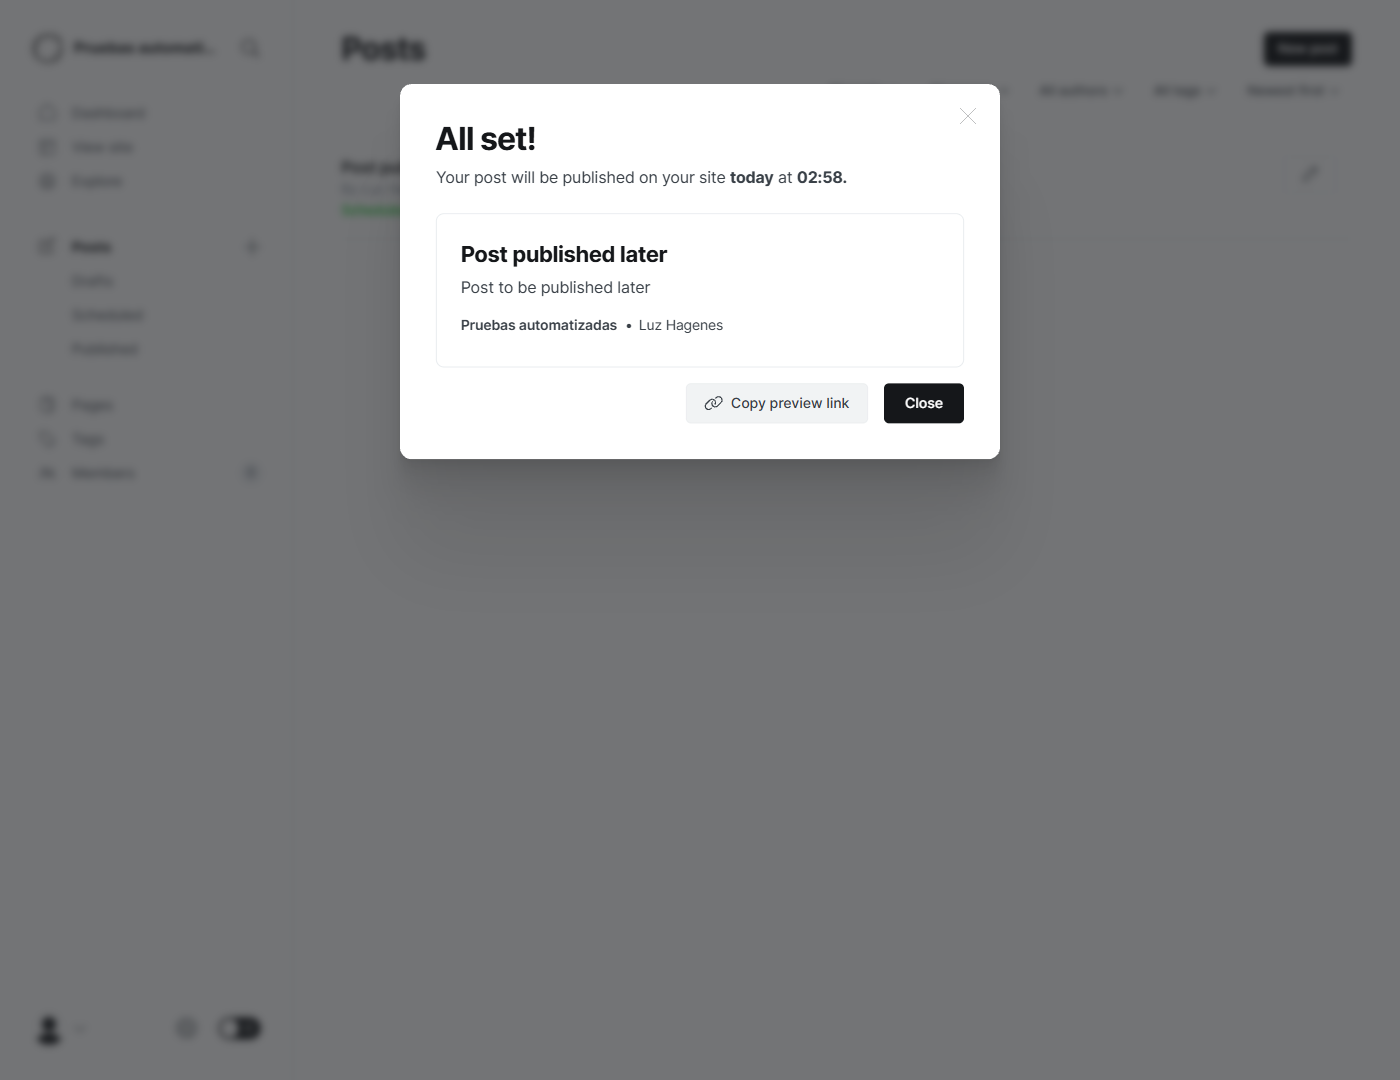 Pruebas automati...
Posts
New post
All authors
All tags
Newest first
Dashboard
View site
Explore
Posts
Drafts
Scheduled
Published
Pages
Tags
Members
All set!
Your post will be published on your site today at 02:58.
Post published later
Post to be published later
Pruebas automatizadas • Luz Hagenes
Copy preview link
Close